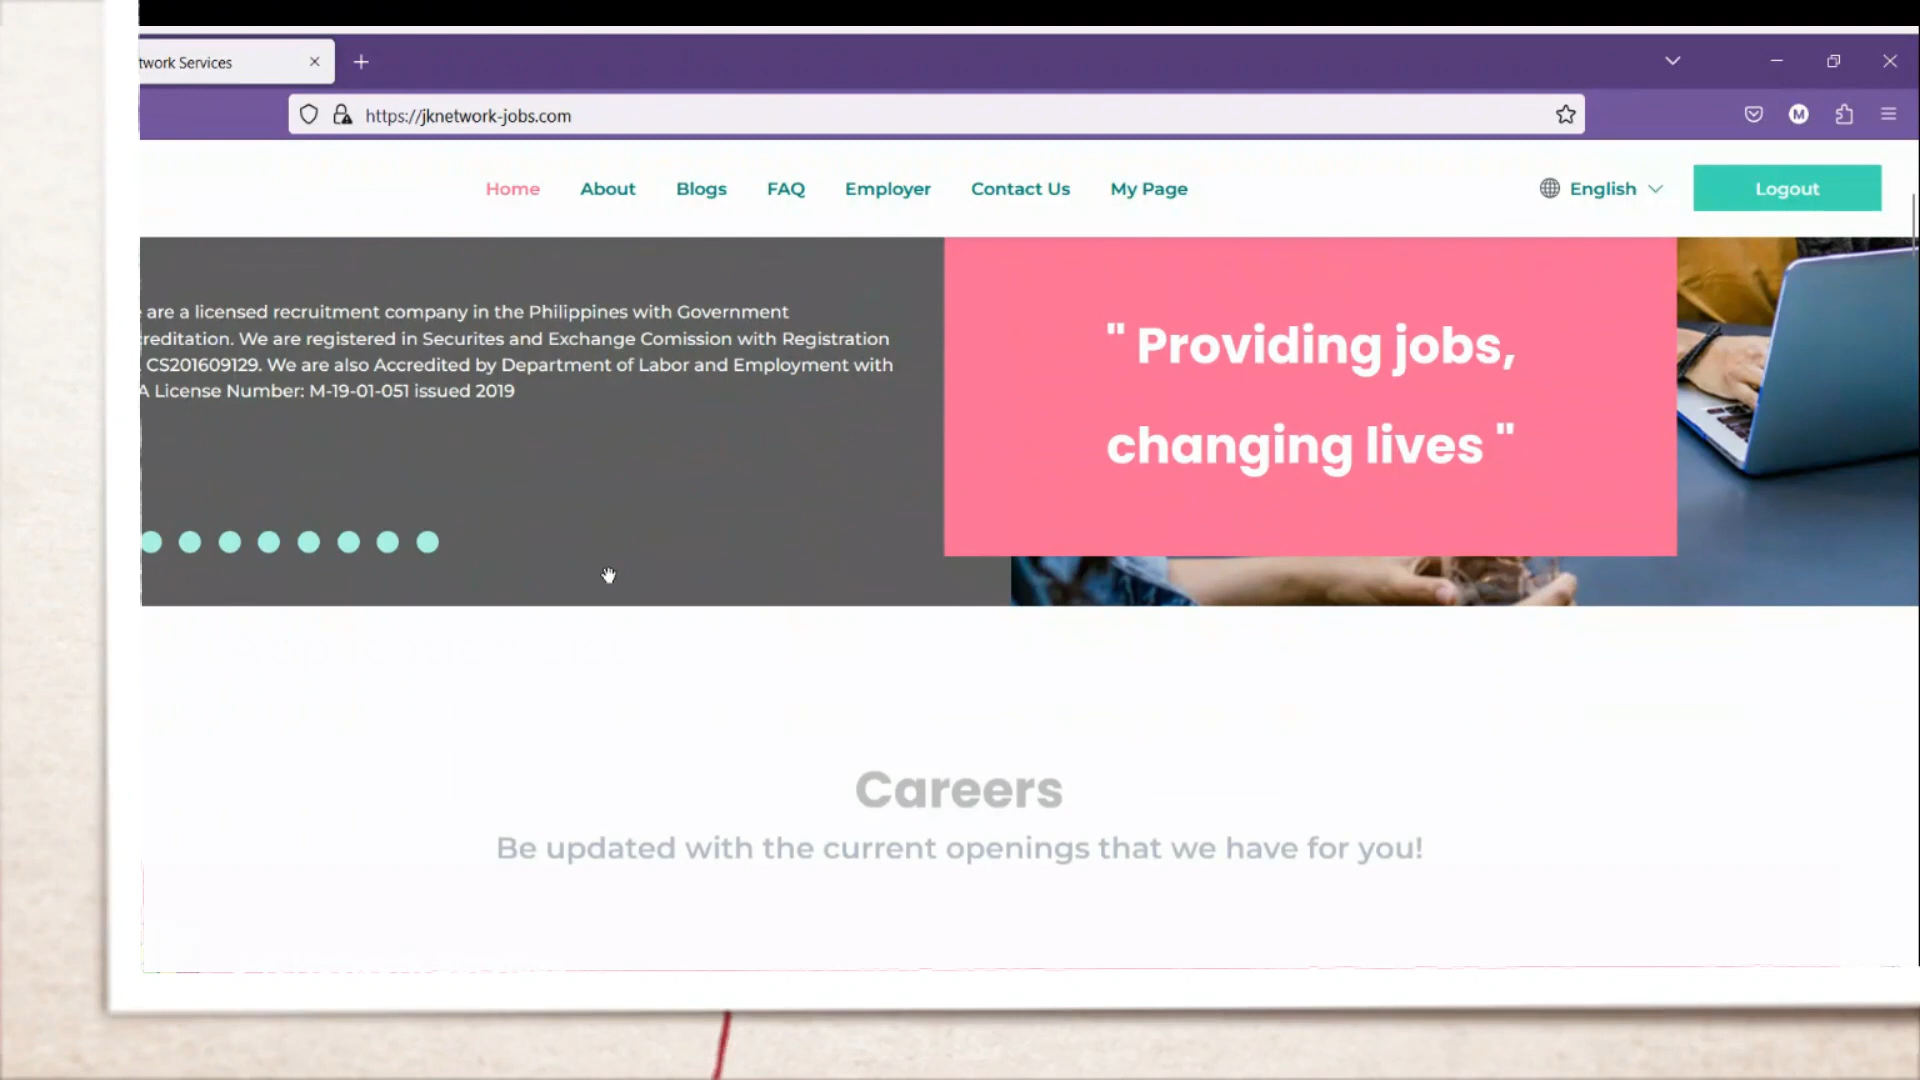 twork Services
https://jknetwork-jobs.com
M
Home About Blogs FAQ Employer Contact Us My Page English Logout
are a licensed recruitment company in the Philippines with Government
reditation. We are registered in Securites and Exchange Comission with Registration
CS201609129. We are also Accredited by Department of Labor and Employment with
A License Number: M-19-01-051 issued 2019
" Providing jobs,
changing lives "
Careers
Be updated with the current openings that we have for you!